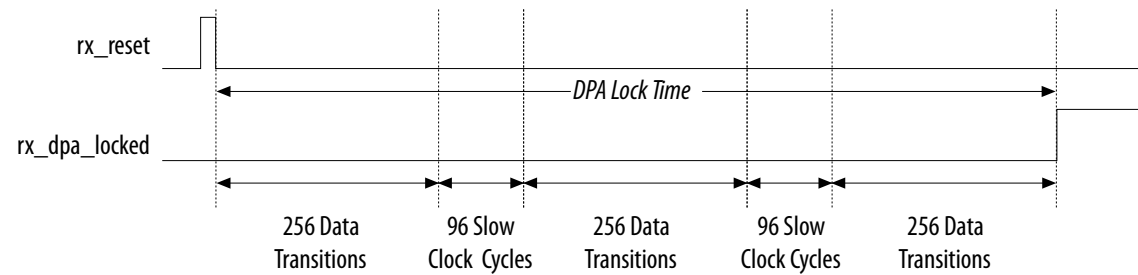 rx_reset
DPA Lock Time
rx_dpa_locked
256 Data
Transitions
96 Slow
Clock Cycles
256 Data
Transitions
96 Slow
Clock Cycles
256 Data
Transitions